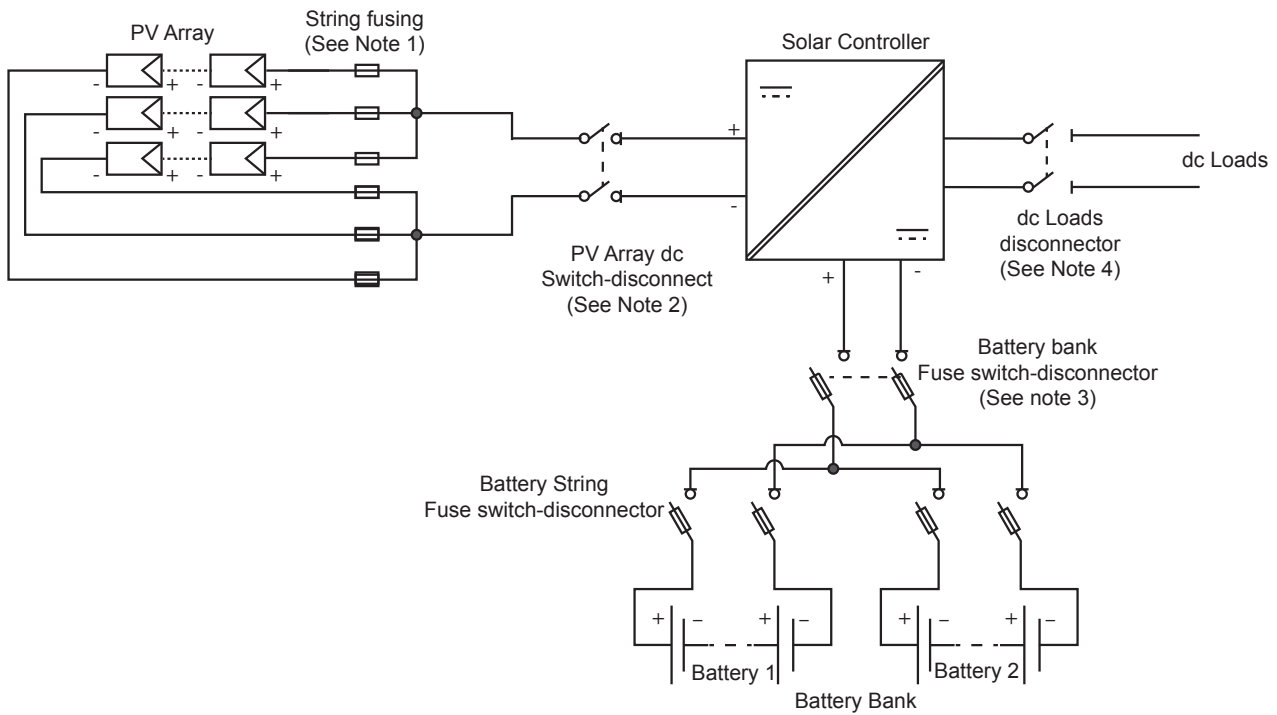 PV Array
String fusing
(See Note 1)
Solar Controller
- + - +
- + - +
- + - +
+
-
dc Loads
PV Array dc
Switch-disconnect
(See Note 2)
dc Loads
disconnector
(See Note 4)
+ -
Battery bank
Fuse switch-disconnector
(See note 3)
Battery String
Fuse switch-disconnector
+ – + – + – + –
Battery 1
Battery 2
Battery Bank